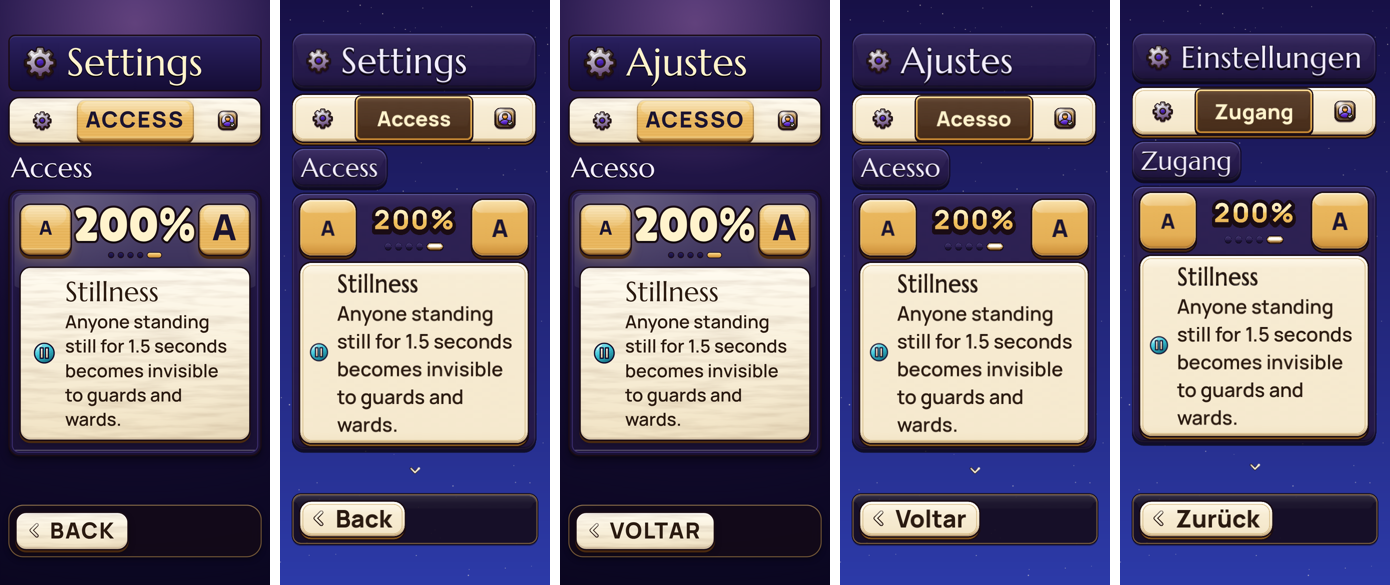 Settings
ACCESS
Access
A 200% A
Stillness
Anyone standing
still for 1.5 seconds
becomes invisible
to guards and
wards.
BACK
Settings
Access
Access
A 200% A
Stillness
Anyone standing
still for 1.5 seconds
becomes invisible
to guards and
wards.
Back
Ajustes
ACESSO
Acesso
A 200% A
Stillness
Anyone standing
still for 1.5 seconds
becomes invisible
to guards and
wards.
VOLTAR
Ajustes
Acesso
Acesso
A 200% A
Stillness
Anyone standing
still for 1.5 seconds
becomes invisible
to guards and
wards.
Voltar
Einstellungen
Zugang
Zugang
A 200% A
Stillness
Anyone standing
still for 1.5 seconds
becomes invisible
to guards and
wards.
Zurück